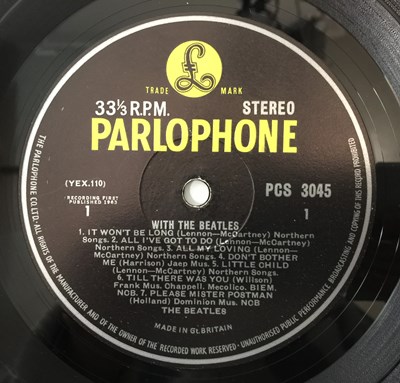 £
TRADE MARK
33⅓ R.P.M. STEREO
PARLOPHONE
(YEX.110) PCS 3045
RECORDING FIRST
PUBLISHED 1963
1 1
WITH THE BEATLES
1. IT WON'T BE LONG (Lennon—McCartney) Northern
Songs. 2. ALL I'VE GOT TO DO (Lennon—McCartney)
Northern Songs. 3. ALL MY LOVING (Lennon—
McCartney) Northern Songs. 4. DON'T BOTHER
ME (Harrison) Jaep Mus. 5. LITTLE CHILD
(Lennon—McCartney) Northern Songs.
6. TILL THERE WAS YOU (Willson)
Frank Mus. Chappell. Mecolico. BIEM.
NCB. 7. PLEASE MISTER POSTMAN
(Holland) Dominion Mus. NCB
THE BEATLES
MADE IN GT.BRITAIN
THE PARLOPHONE CO.LTD. ALL RIGHTS OF THE MANUFACTURER AND OF THE OWNER OF THE RECORDED WORK RESERVED. UNAUTHORISED PUBLIC PERFORMANCE, BROADCASTING AND COPYING OF THIS RECORD PROHIBITED